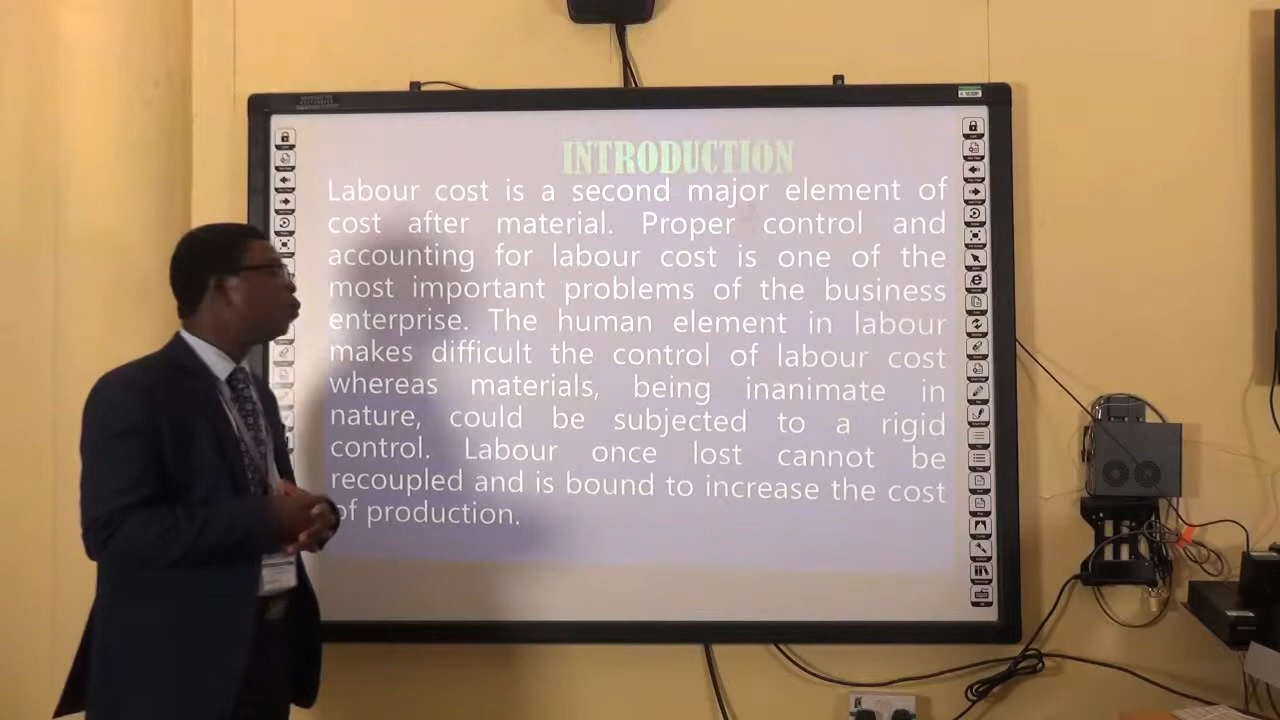 INTRODUCTION
Labour cost is a second major element of
cost after material. Proper control and
accounting for labour cost is one of the
most important problems of the business
enterprise. The human element in labour
makes difficult the control of labour cost
whereas materials, being inanimate in
nature, could be subjected to a rigid
control. Labour once lost cannot be
recoupled and is bound to increase the cost
of production.